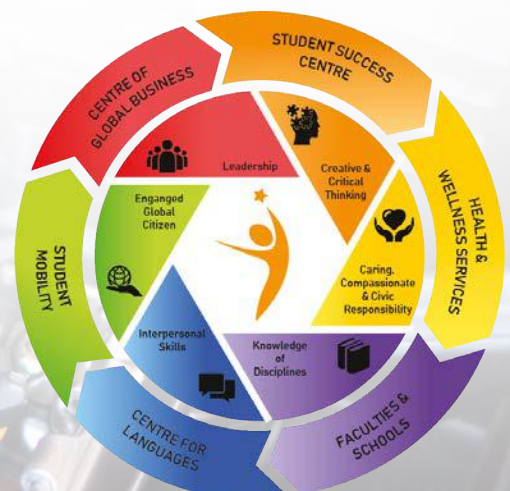 STUDENT SUCCESS
CENTRE
HEALTH &
WELLNESS SERVICES
FACULTIES &
SCHOOLS
CENTRE FOR
LANGUAGES
STUDENT
MOBILITY
CENTRE OF
GLOBAL BUSINESS
Leadership
Creative &
Critical
Thinking
Caring,
Compassionate
& Civic
Responsibility
Knowledge
of
Disciplines
Interpersonal
Skills
Enganged
Global
Citizen